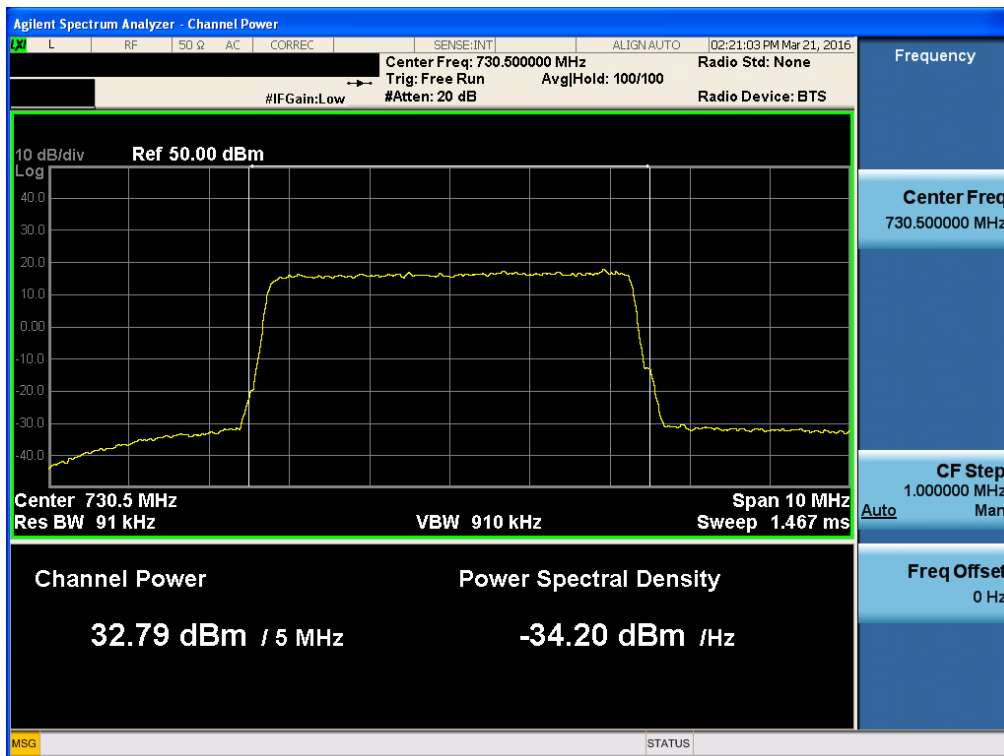 Agilent Spectrum Analyzer - Channel Power
LXI L RF 50 Ω AC CORREC SENSE:INT ALIGN AUTO 02:21:03 PM Mar 21, 2016
Center Freq: 730.500000 MHz Radio Std: None
Trig: Free Run Avg|Hold: 100/100
#IFGain:Low #Atten: 20 dB Radio Device: BTS
Frequency
10 dB/div Ref 50.00 dBm
Log
40.0
30.0
20.0
10.0
0.00
-10.0
-20.0
-30.0
-40.0
Center 730.5 MHz Span 10 MHz
Res BW 91 kHz VBW 910 kHz Sweep 1.467 ms
Channel Power Power Spectral Density
32.79 dBm / 5 MHz -34.20 dBm /Hz
Center Freq
730.500000 MHz
CF Step
1.000000 MHz
Auto Man
Freq Offset
0 Hz
MSG STATUS